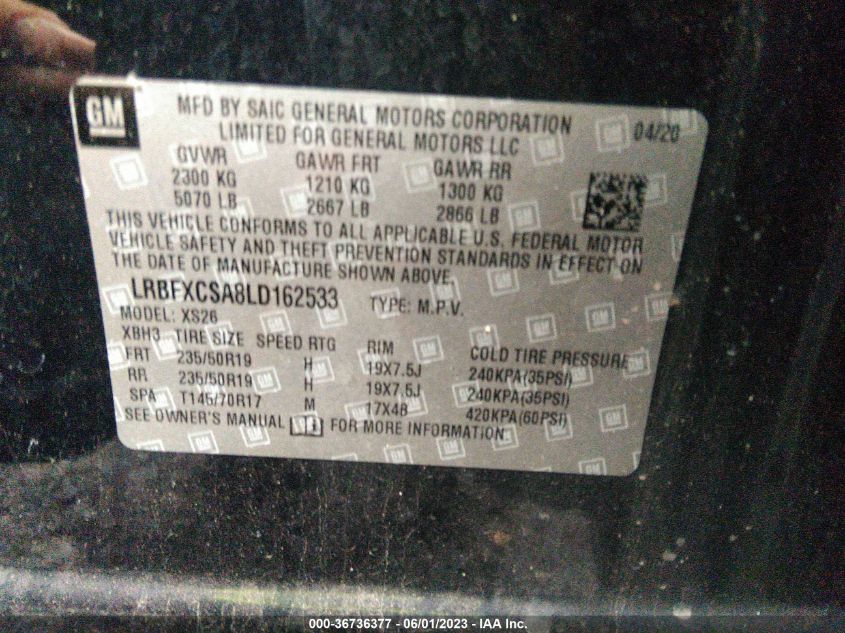 GM
MFD BY SAIC GENERAL MOTORS CORPORATION
LIMITED FOR GENERAL MOTORS LLC
04/20
GVWR GAWR FRT GAWR RR
2300 KG 1210 KG 1300 KG
5070 LB 2667 LB 2866 LB
THIS VEHICLE CONFORMS TO ALL APPLICABLE U.S. FEDERAL MOTOR
VEHICLE SAFETY AND THEFT PREVENTION STANDARDS IN EFFECT ON
THE DATE OF MANUFACTURE SHOWN ABOVE
LRBFXCSA8LD162533 TYPE: M.P.V.
MODEL: XS26
XBH3 TIRE SIZE SPEED RTG RIM COLD TIRE PRESSURE
FRT 235/50R19 H 19X7.5J 240KPA(35PSI)
RR 235/50R19 H 19X7.5J 240KPA(35PSI)
SPA T145/70R17 M 17X4B 420KPA(60PSI)
SEE OWNER'S MANUAL i FOR MORE INFORMATION
000-36736377 - 06/01/2023 - IAA Inc.